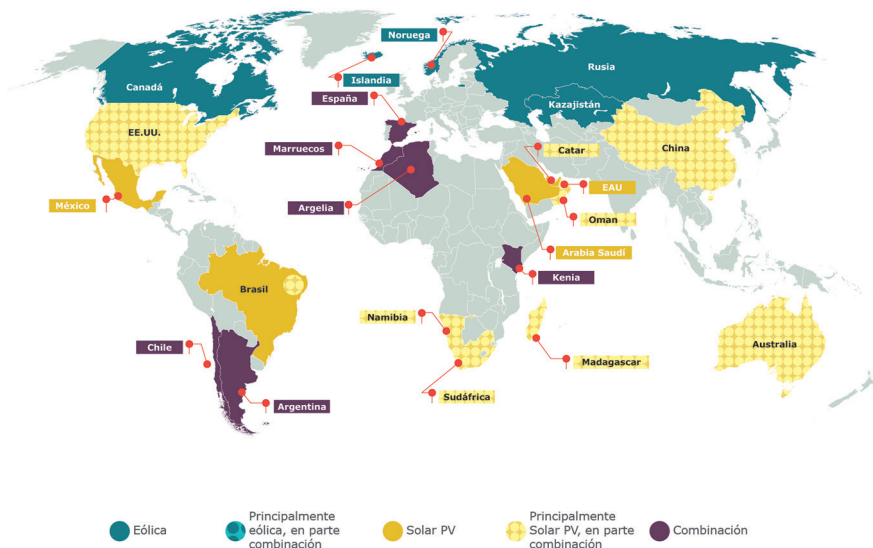 Noruega
Canadá
Islandia
Rusia
España
Kazajistán
EE.UU.
Marruecos
Catar
China
México
Argelia
EAU
Oman
Arabia Saudí
Kenia
Brasil
Namibia
Chile
Madagascar
Australia
Sudáfrica
Argentina
Eólica
Principalmente
eólica, en parte
combinación
Solar PV
Principalmente
Solar PV, en parte
combinación
Combinación